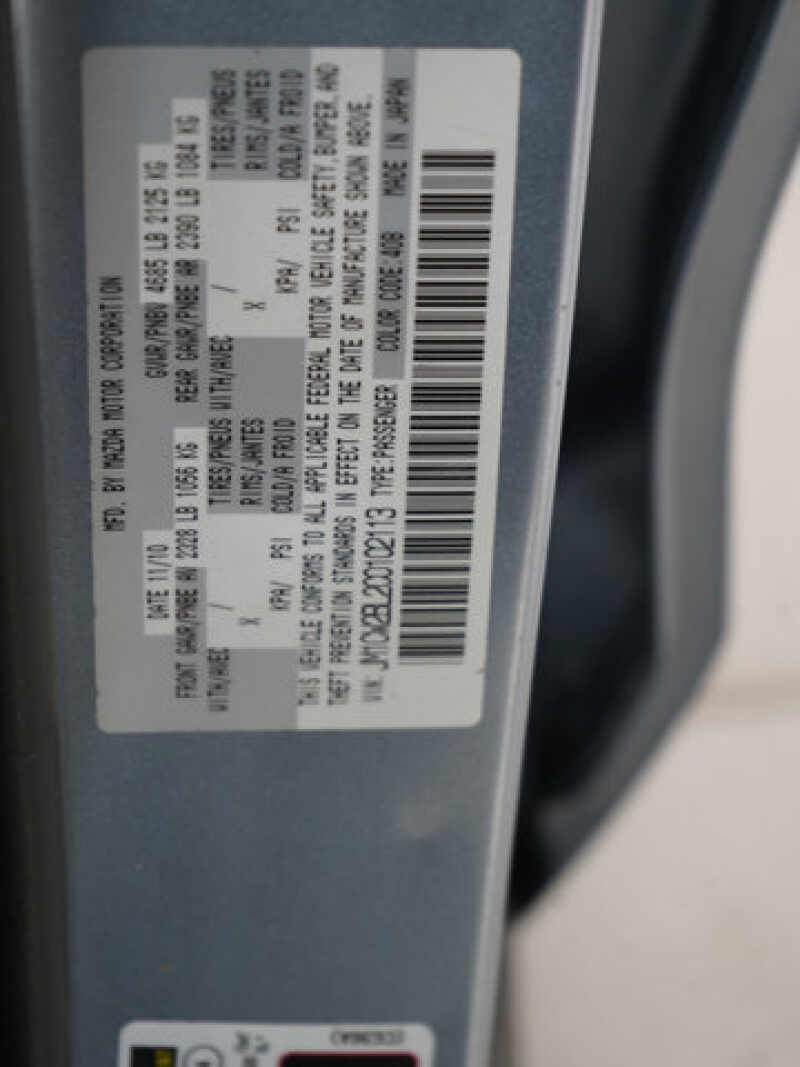 MFD. BY MAZDA MOTOR CORPORATION
DATE 11/10
GVWR/PNBV 4685 LB 2125 KG
FRONT GAWR/PNBE AV 2328 LB 1056 KG
REAR GAWR/PNBE AR 2390 LB 1084 KG
WITH/AVEC / TIRES/PNEUS WITH/AVEC / TIRES/PNEUS
X RIMS/JANTES X RIMS/JANTES
KPA/ PSI COLD/A FROID KPA/ PSI COLD/A FROID
THIS VEHICLE CONFORMS TO ALL APPLICABLE FEDERAL MOTOR VEHICLE SAFETY, BUMPER, AND
THEFT PREVENTION STANDARDS IN EFFECT ON THE DATE OF MANUFACTURE SHOWN ABOVE.
VIN: JM1CW2BL200102113 TYPE:PASSENGER COLOR CODE:40B MADE IN JAPAN